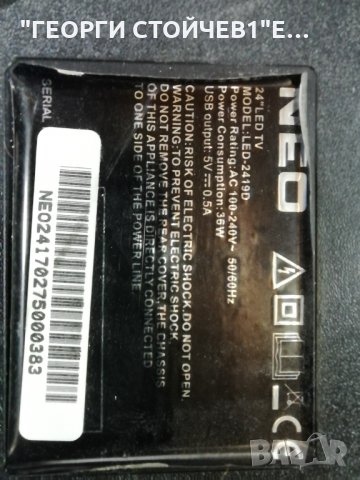 "ГЕОРГИ СТОЙЧЕВ1"Е...
NEO
24"LED TV
MODEL:LED-2419D
Power Rating: AC 100-240V~ 50/60Hz
Power Consumption: 36W
USB output: 5V⎓0.5A
CAUTION:RISK OF ELECTRIC SHOCK,DO NOT OPEN
WARNING:TO PREVENT ELECTRIC SHOCK
DO NOT REMOVE THE REAR COVER,THE CHASSIS
OF THIS APPLIANCE IS DIRECTLY CONNECTED
TO ONE SIDE OF THE POWER LINE
CE
SERIAL
NEO24170275000383
BAZAR